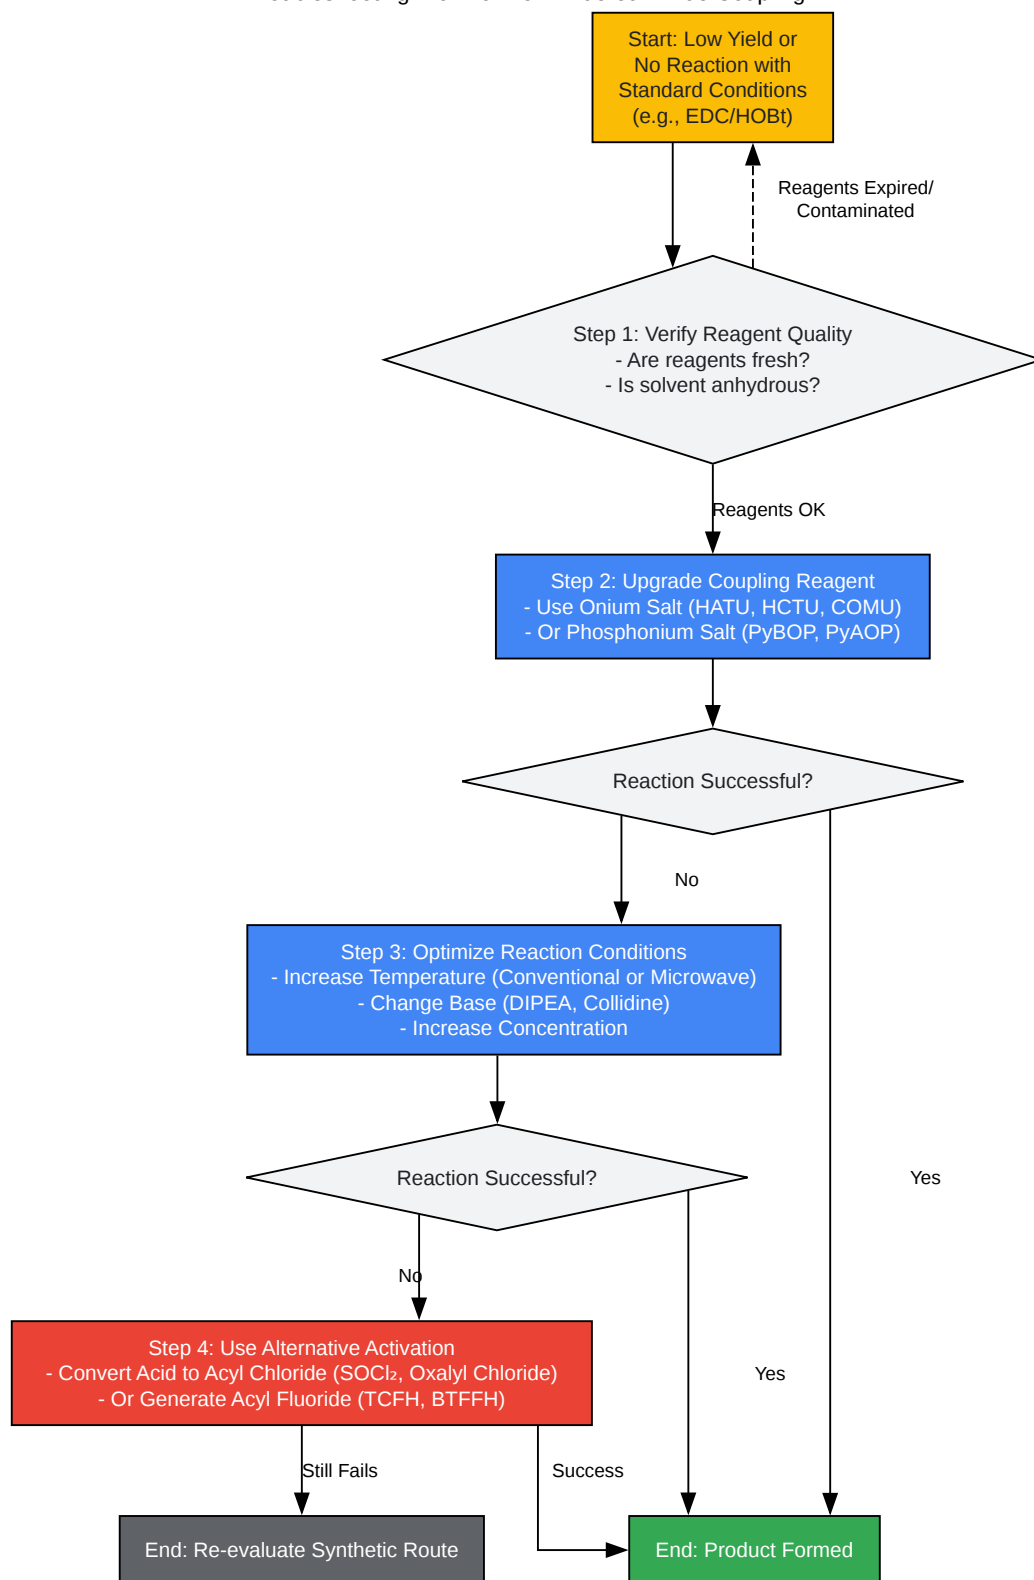 Start: Low Yield or
No Reaction with
Standard Conditions
(e.g., EDC/HOBt)
Reagents Expired/
Contaminated
Step 1: Verify Reagent Quality
- Are reagents fresh?
- Is solvent anhydrous?
Reagents OK
Step 2: Upgrade Coupling Reagent
- Use Onium Salt (HATU, HCTU, COMU)
- Or Phosphonium Salt (PyBOP, PyAOP)
Reaction Successful?
No
Step 3: Optimize Reaction Conditions
- Increase Temperature (Conventional or Microwave)
- Change Base (DIPEA, Collidine)
- Increase Concentration
Reaction Successful?
Yes
No
Step 4: Use Alternative Activation
- Convert Acid to Acyl Chloride (SOCl₂, Oxalyl Chloride)
- Or Generate Acyl Fluoride (TCFH, BTFFH)
Yes
Still Fails
Success
End: Re-evaluate Synthetic Route
End: Product Formed